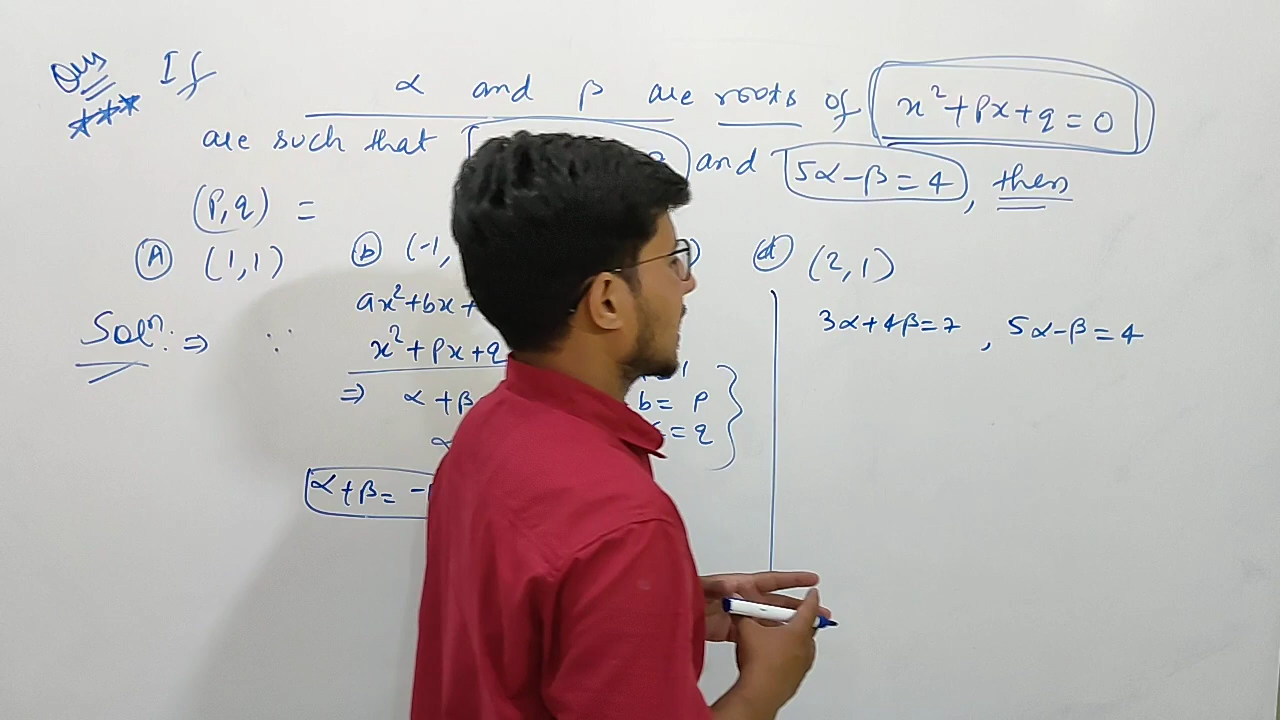 Ques If
*** α and β are roots of x²+px+q=0
are such that and 5α-β=4, then
(p,q) =
(A) (1,1) (b) (-1, ) (d) (2,1)
Soln: ⇒ ∵ ax²+bx+
x²+px+q
⇒ α+β b= p
α =q
α+β= -
3α+4β=7 , 5α-β=4